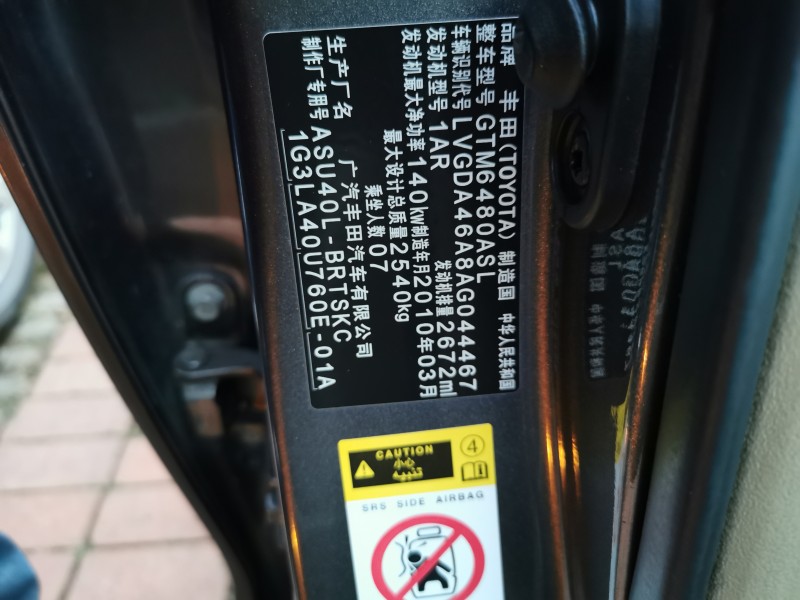 品牌 丰田(TOYOTA) 制造国 中华人民共和国
整车型号 GTM6480ASL
车辆识别代号 LVGDA46A8AG044467
发动机型号 1AR 发动机排量 2672ml
发动机最大净功率 140kW 制造年月 2010年03月
最大设计总质量 2540kg
乘坐人数 07
生产厂名 广汽丰田汽车有限公司
制作厂专用号 ASU40L-BRTSKC
1G3LA40U760E-01A
CAUTION
小心
4
SRS SIDE AIRBAG